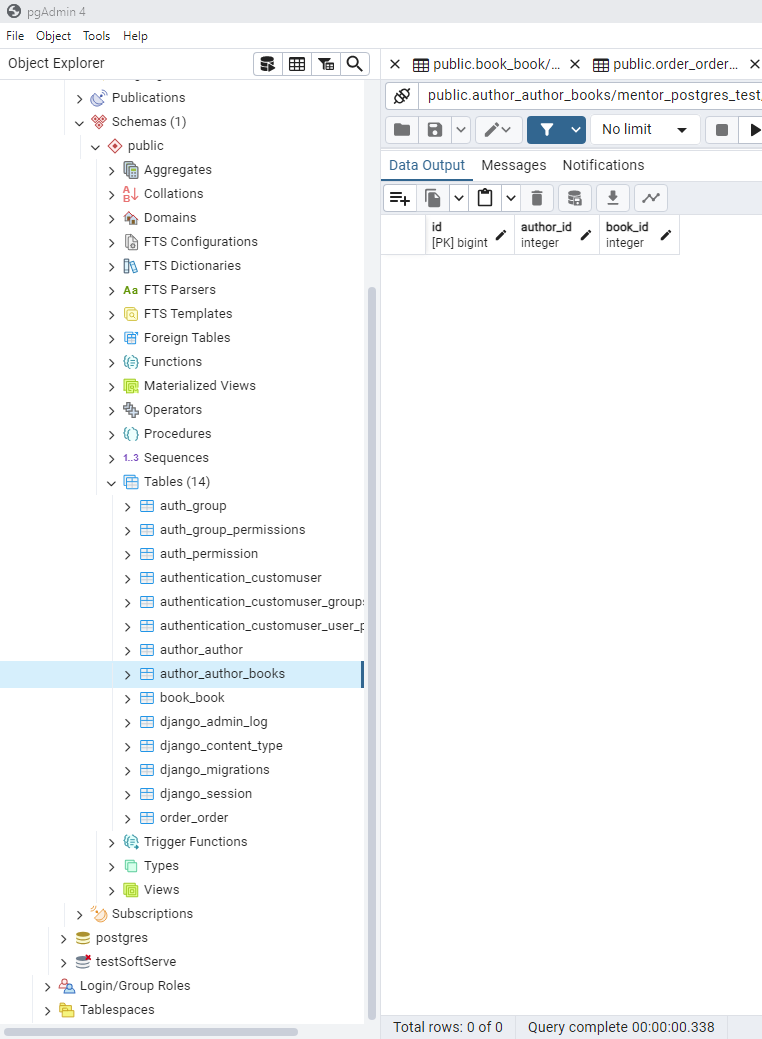 pgAdmin 4
File Object Tools Help
Object Explorer
public.book_book/... public.order_order...
public.author_author_books/mentor_postgres_test
No limit
Data Output Messages Notifications
id
[PK] bigint
author_id
integer
book_id
integer
Publications
Schemas (1)
public
Aggregates
Collations
Domains
FTS Configurations
FTS Dictionaries
Aa FTS Parsers
FTS Templates
Foreign Tables
Functions
Materialized Views
Operators
Procedures
1..3 Sequences
Tables (14)
auth_group
auth_group_permissions
auth_permission
authentication_customuser
authentication_customuser_groups
authentication_customuser_user_p
author_author
author_author_books
book_book
django_admin_log
django_content_type
django_migrations
django_session
order_order
Trigger Functions
Types
Views
Subscriptions
postgres
testSoftServe
Login/Group Roles
Tablespaces
Total rows: 0 of 0 Query complete 00:00:00.338